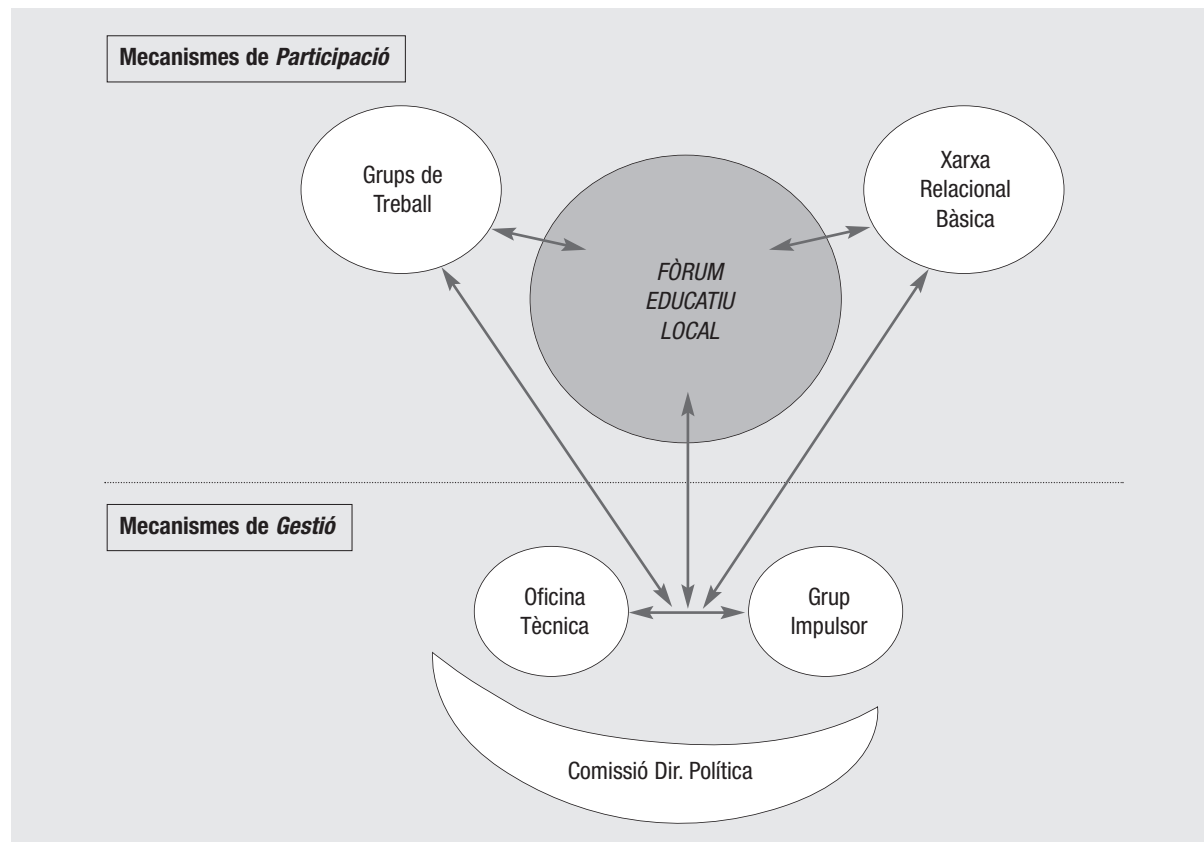 Mecanismes de Participació
Grups de
Treball
Xarxa
Relacional
Bàsica
FÒRUM
EDUCATIU
LOCAL
Mecanismes de Gestió
Oficina
Tècnica
Grup
Impulsor
Comissió Dir. Política